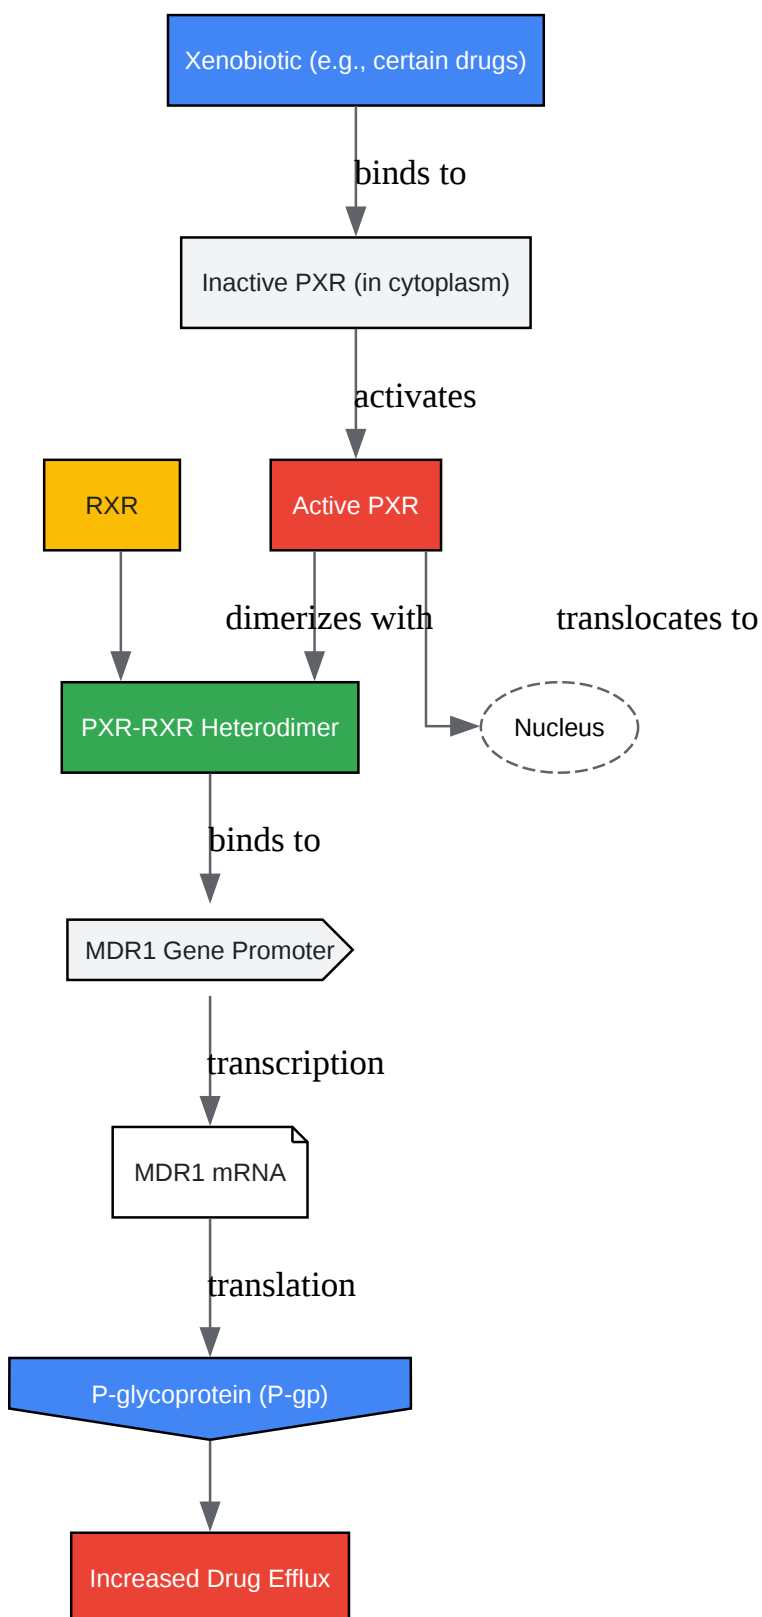 Xenobiotic (e.g., certain drugs)
binds to
Inactive PXR (in cytoplasm)
activates
RXR
Active PXR
dimerizes with
translocates to
PXR-RXR Heterodimer
Nucleus
binds to
MDR1 Gene Promoter
transcription
MDR1 mRNA
translation
P-glycoprotein (P-gp)
Increased Drug Efflux